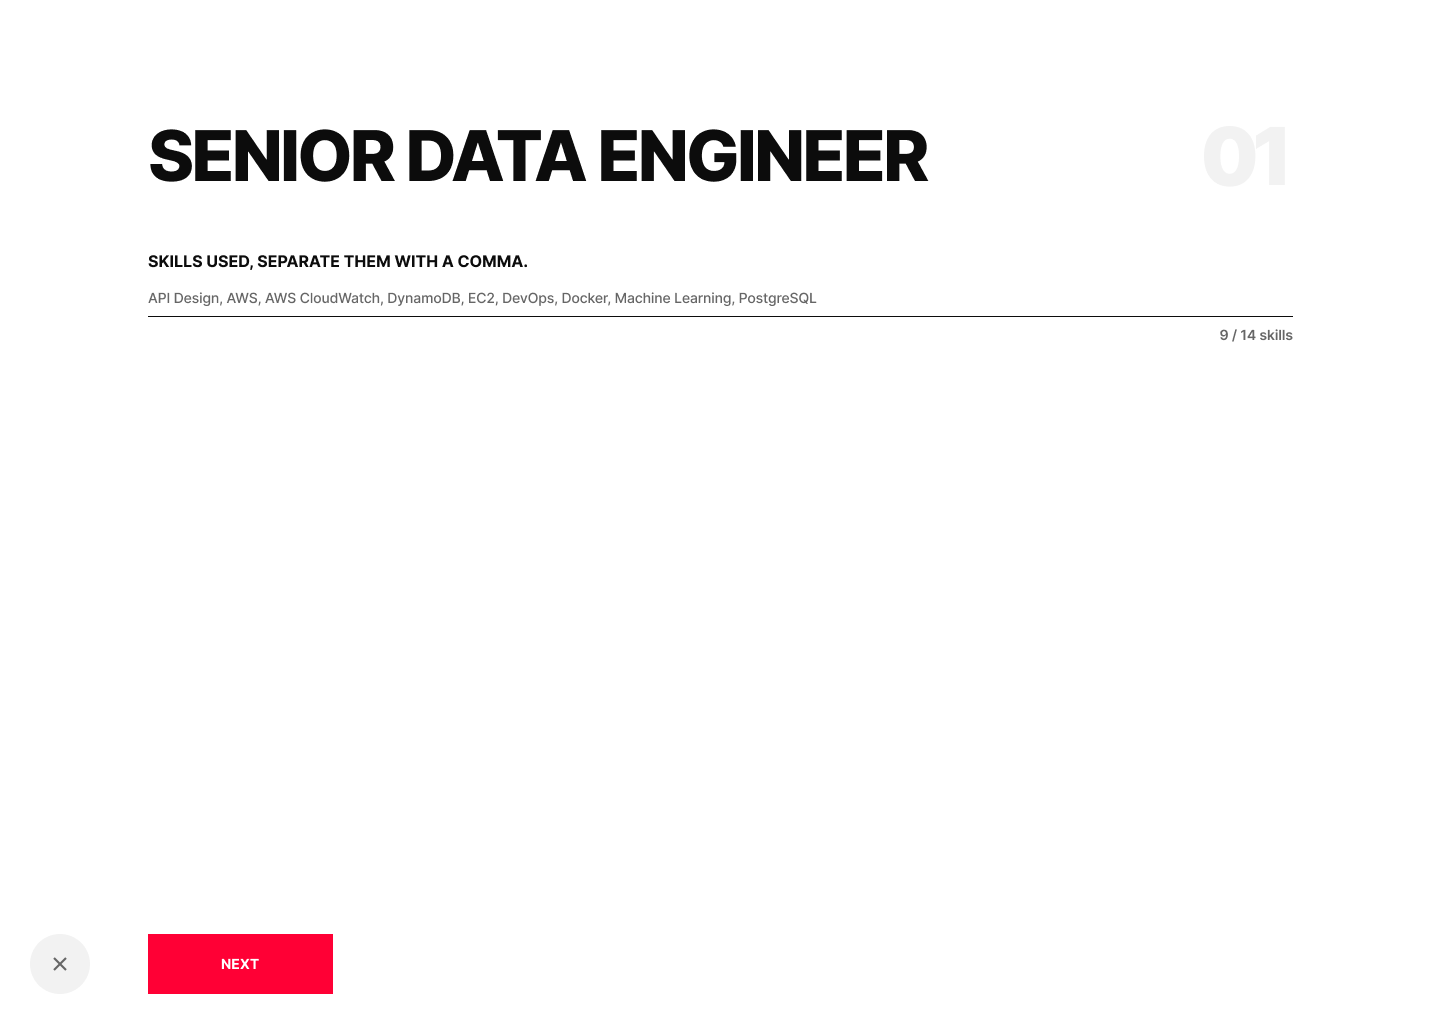 SENIOR DATA ENGINEER
01
SKILLS USED, SEPARATE THEM WITH A COMMA.
API Design, AWS, AWS CloudWatch, DynamoDB, EC2, DevOps, Docker, Machine Learning, PostgreSQL
9 / 14 skills
NEXT